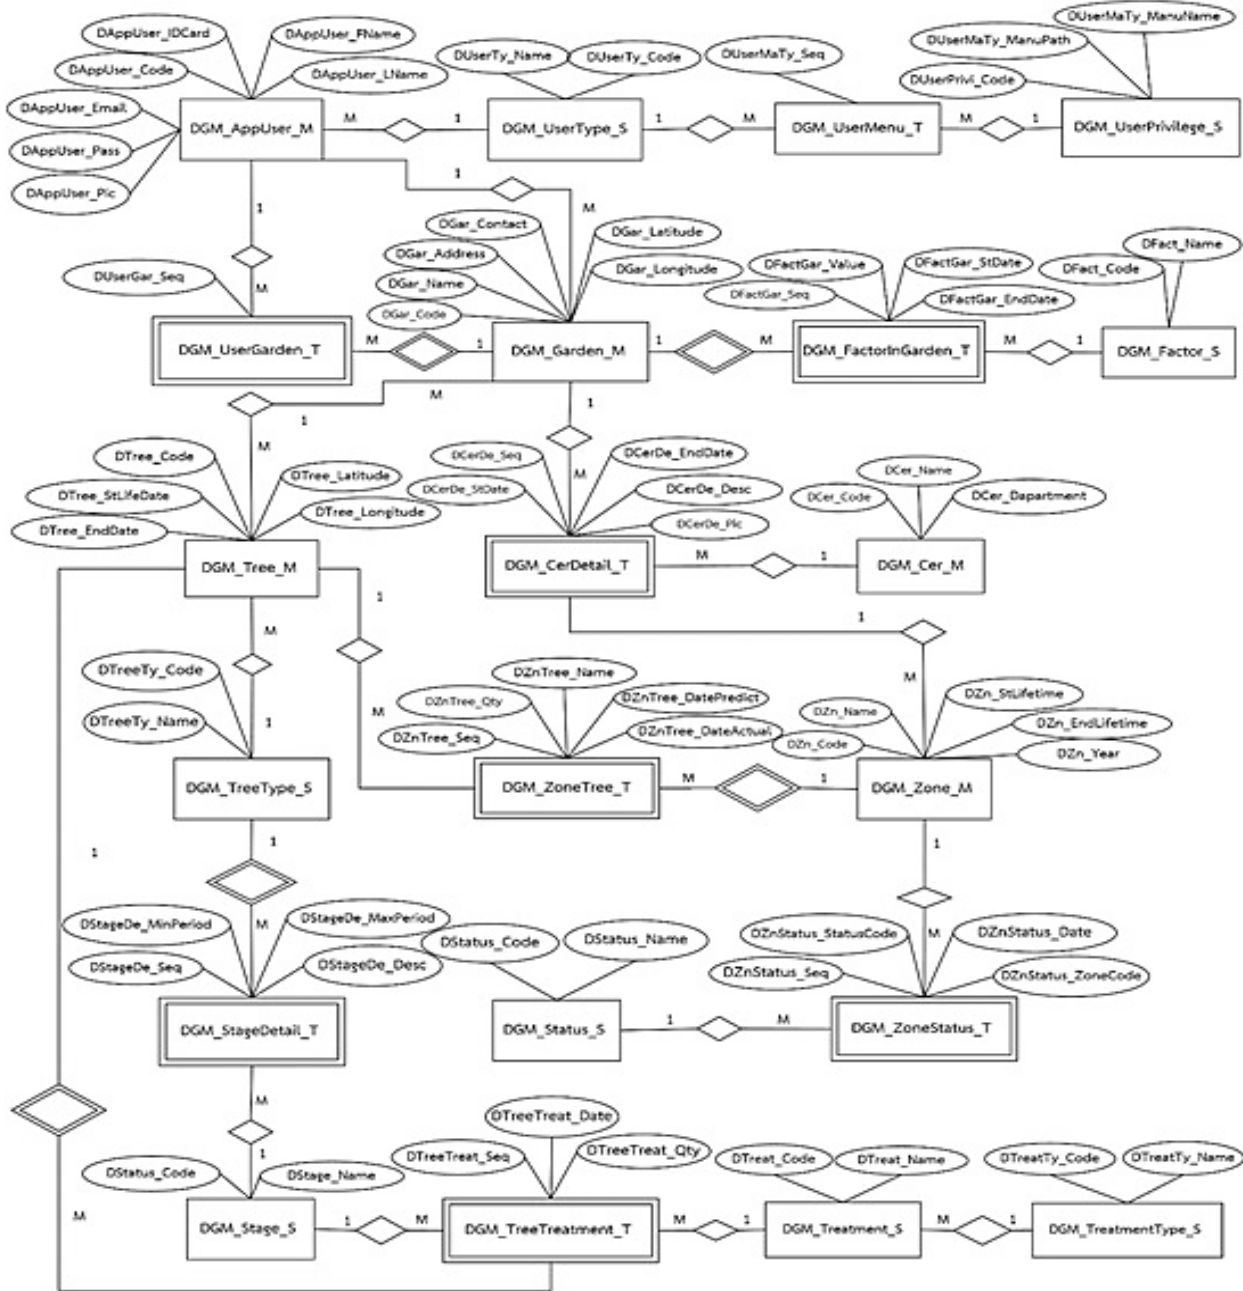 DUserMaTy_ManuName
DAppUser_IDCard
DAppUser_FName
DUserMaTy_ManuPath
DUserTy_Name
DUserTy_Code
DUserMaTy_Seq
DAppUser_Code
DAppUser_LName
DUserPrivi_Code
DAppUser_Email
DGM_AppUser_M
M
1
DGM_UserType_S
1
M
DGM_UserMenu_T
M
1
DGM_UserPrivilege_S
DAppUser_Pass
DAppUser_Pic
1
1
M
DGar_Contact
DGar_Latitude
DGar_Address
DGar_Longitude
DFact_Name
DUserGar_Seq
DGar_Name
DFactGar_Value
DFactGar_StDate
DFact_Code
M
DGar_Code
DFactGar_Seq
DFactGar_EndDate
DGM_UserGarden_T
M
1
DGM_Garden_M
1
M
DGM_FactorInGarden_T
M
1
DGM_Factor_S
M
1
1
M
DTree_Code
DCerDe_Seq
M
DCerDe_EndDate
DCer_Name
DTree_StLifeDate
DTree_Latitude
DCerDe_StDate
DCerDe_Desc
DCer_Code
DCer_Dapartment
DTree_EndDate
DTree_Longitude
DCerDe_Pic
DGM_Tree_M
DGM_CerDetail_T
M
1
DGM_Cer_M
1
1
M
DTreeTy_Code
DZnTree_Name
M
DZn_StLifetime
DZnTree_Qty
DZnTree_DatePredict
DZn_Name
DZn_EndLifetime
DTreeTy_Name
1
M
DZnTree_Seq
DZnTree_DateActual
DZn_Code
DZn_Year
DGM_TreeType_S
DGM_ZoneTree_T
M
1
DGM_Zone_M
1
1
1
DStageDe_MinPeriod
M
DStageDe_MaxPeriod
DStatus_Code
DStatus_Name
DZnStatus_StatusCode
M
DZnStatus_Date
DStageDe_Seq
DStageDe_Desc
DZnStatus_Seq
DZnStatus_ZoneCode
DGM_StageDetail_T
DGM_Status_S
1
M
DGM_ZoneStatus_T
M
DTreeTreat_Date
DStatus_Code
1
DStage_Name
DTreeTreat_Seq
DTreeTreat_Qty
DTreat_Code
DTreat_Name
DTreatTy_Code
DTreatTy_Name
M
DGM_Stage_S
1
M
DGM_TreeTreatment_T
M
1
DGM_Treatment_S
M
1
DGM_TreatmentType_S